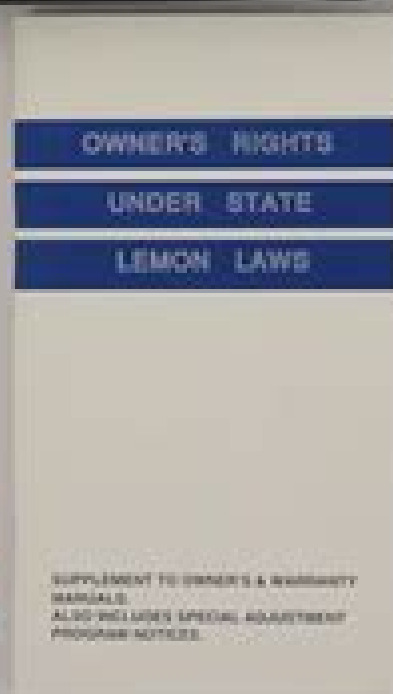 OWNER'S RIGHTS
UNDER STATE
LEMON LAWS
SUPPLEMENT TO OWNER'S & WARRANTY
MANUALS.
ALSO INCLUDES SPECIAL ADJUSTMENT
PROGRAM NOTICES.